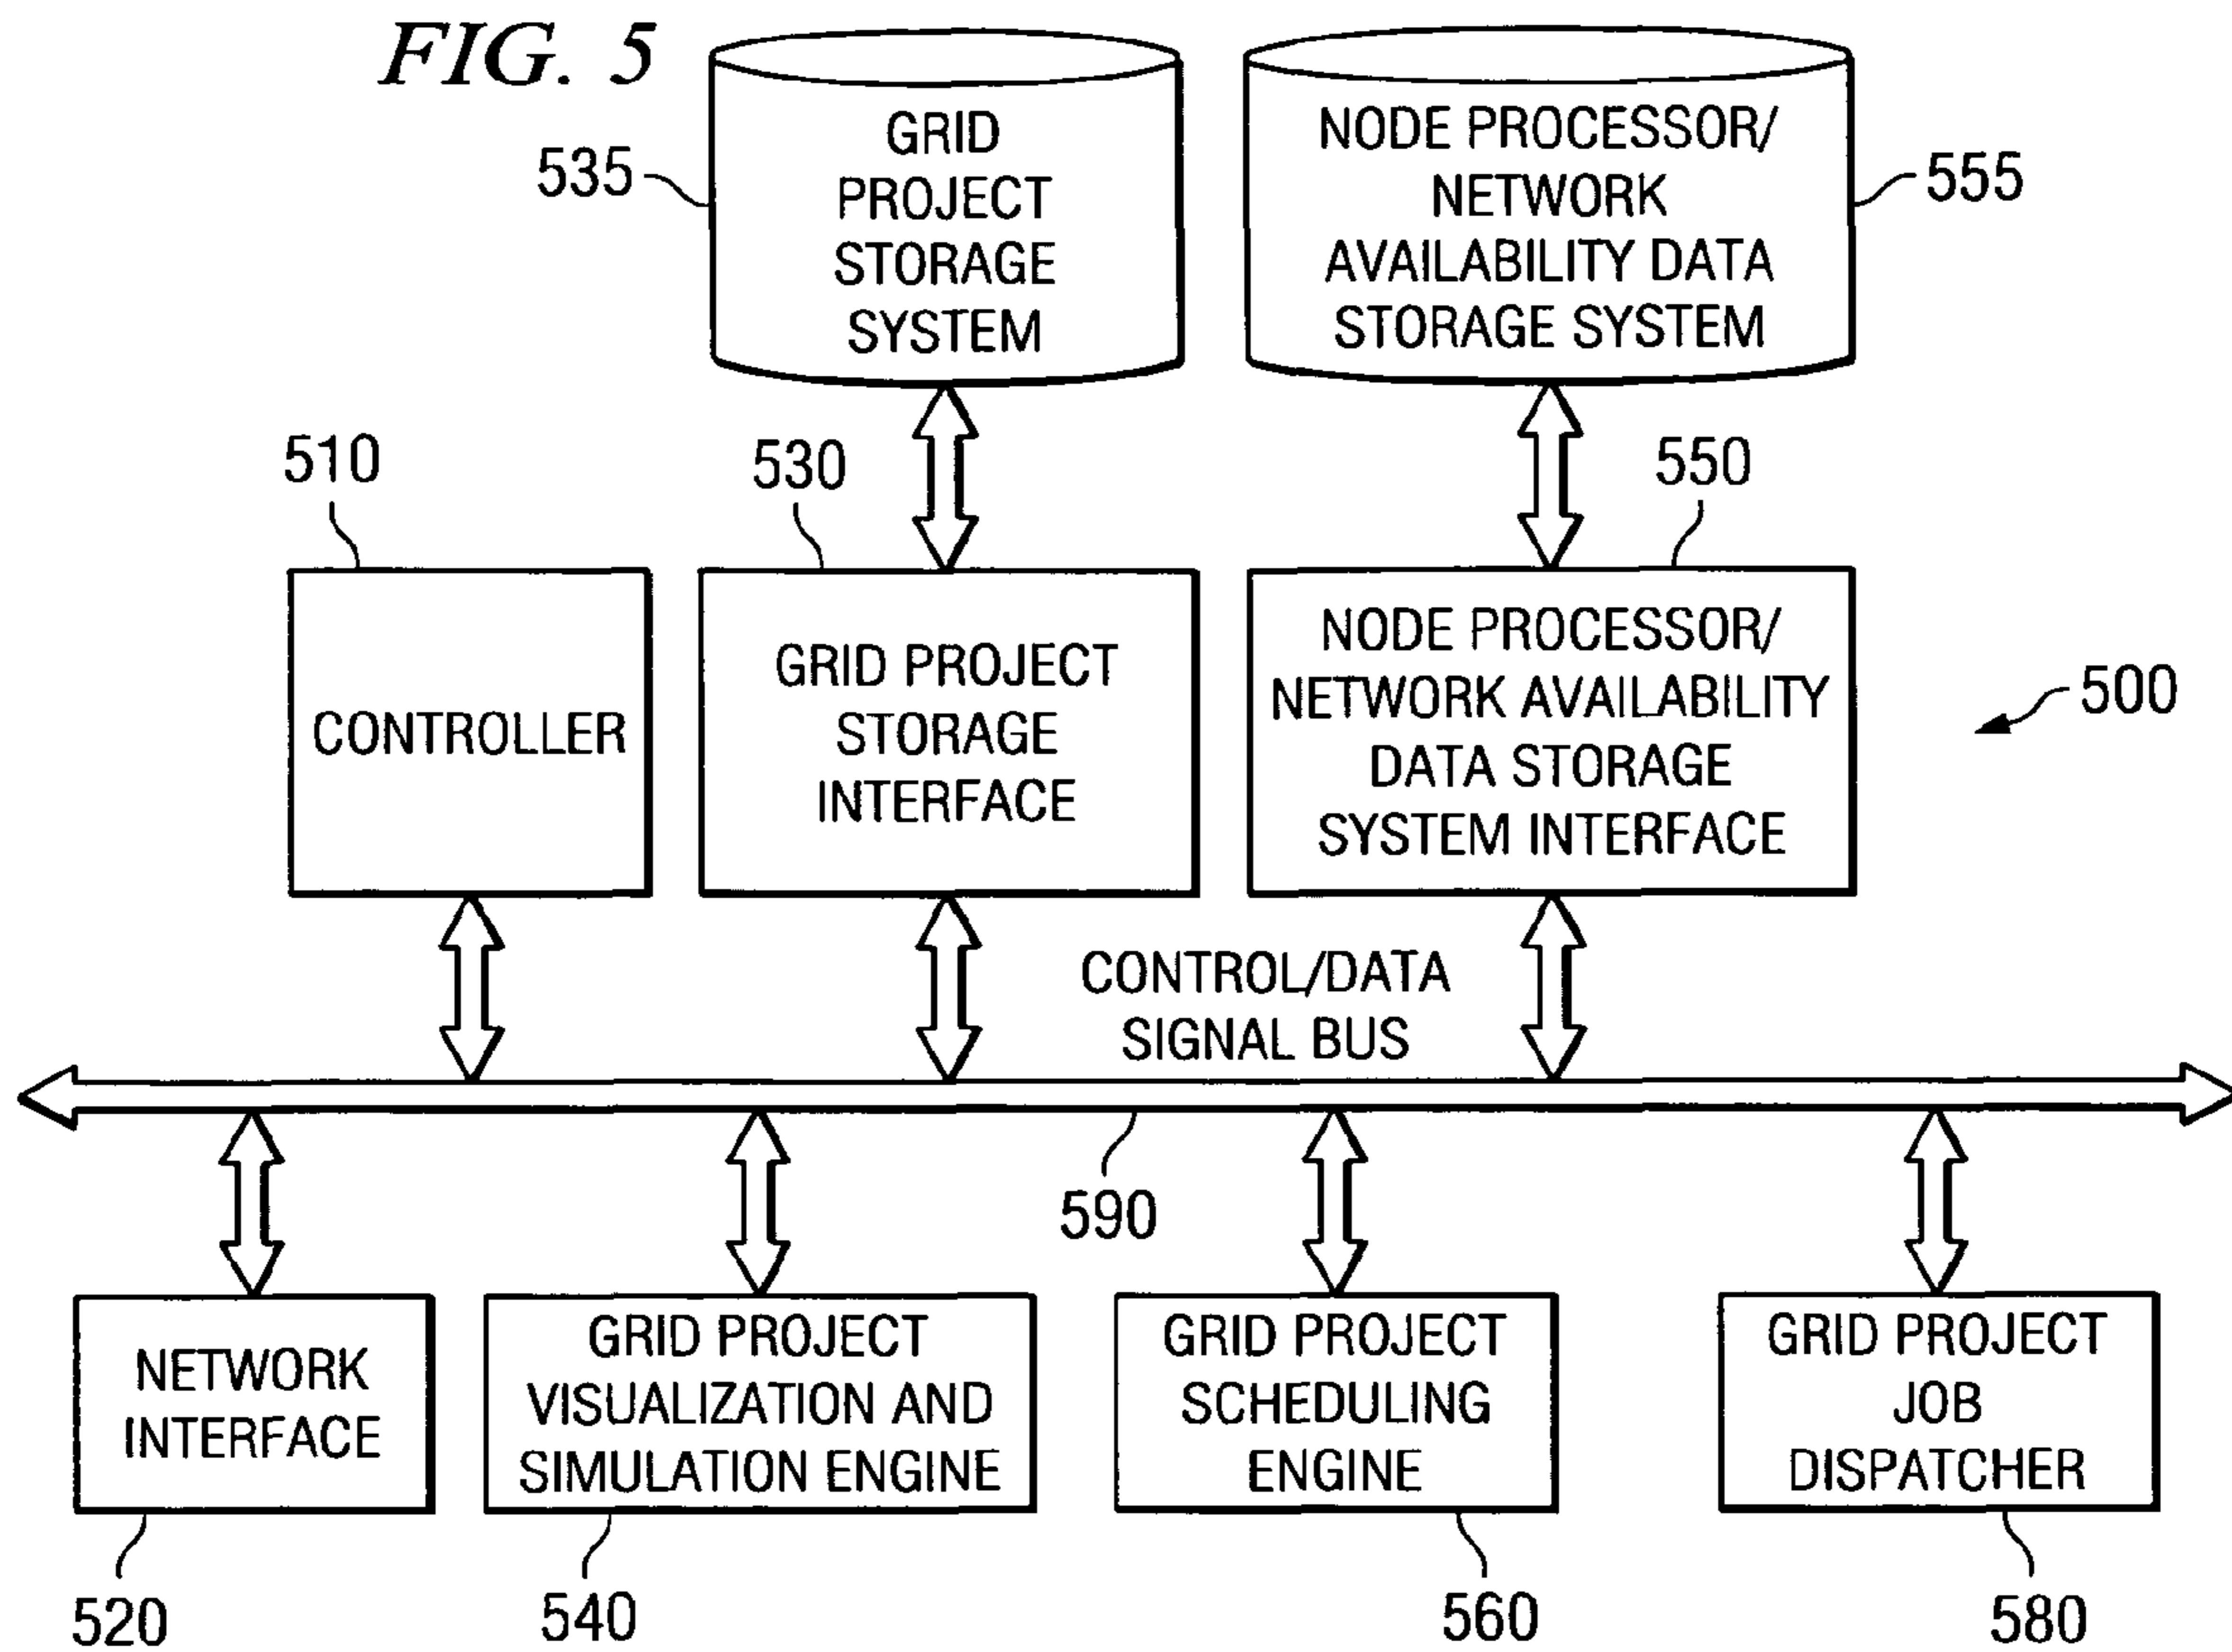 FIG. 5
GRID
PROJECT
STORAGE
SYSTEM
535
NODE PROCESSOR/
NETWORK
AVAILABILITY DATA
STORAGE SYSTEM
555
510
530
550
CONTROLLER
GRID PROJECT
STORAGE
INTERFACE
NODE PROCESSOR/
NETWORK AVAILABILITY
DATA STORAGE
SYSTEM INTERFACE
500
CONTROL/DATA
SIGNAL BUS
590
NETWORK
INTERFACE
GRID PROJECT
VISUALIZATION AND
SIMULATION ENGINE
GRID PROJECT
SCHEDULING
ENGINE
GRID PROJECT
JOB
DISPATCHER
520
540
560
580